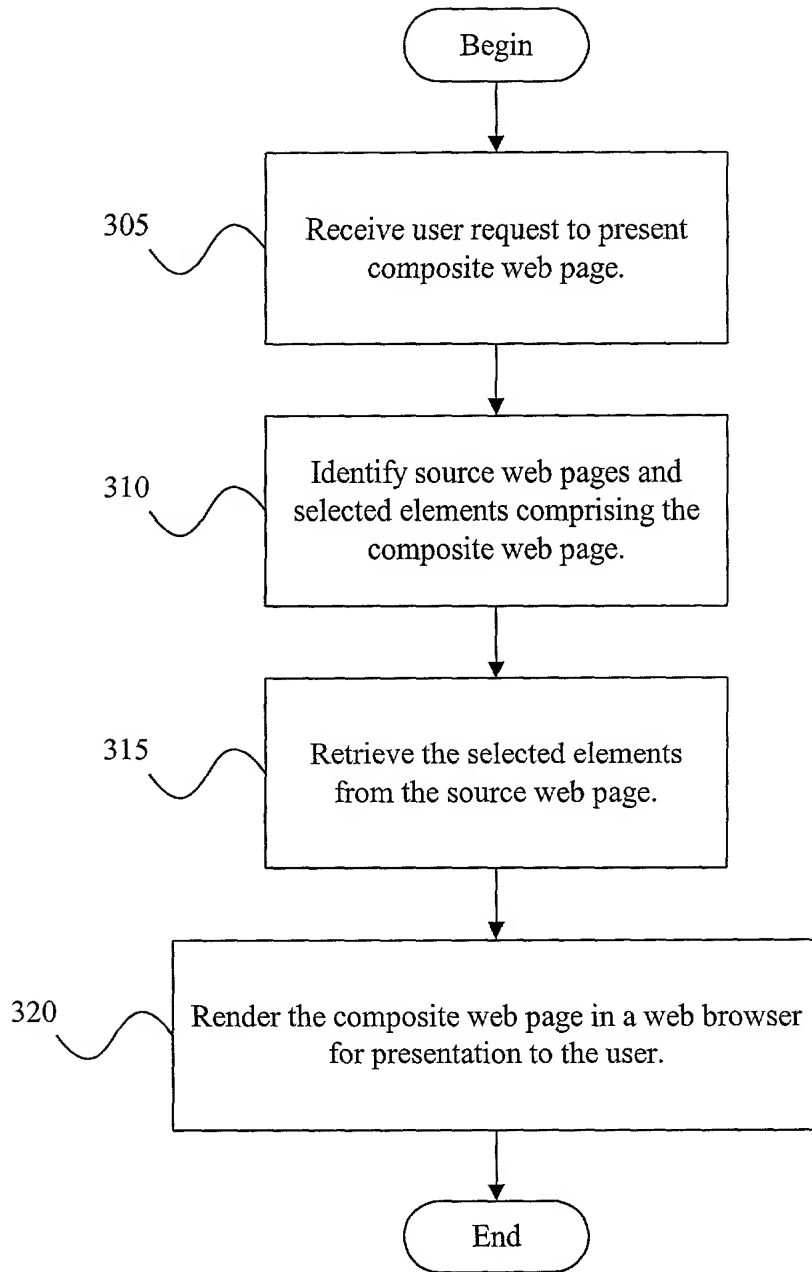 Begin
305
Receive user request to present
composite web page.
310
Identify source web pages and
selected elements comprising the
composite web page.
315
Retrieve the selected elements
from the source web page.
320
Render the composite web page in a web browser
for presentation to the user.
End